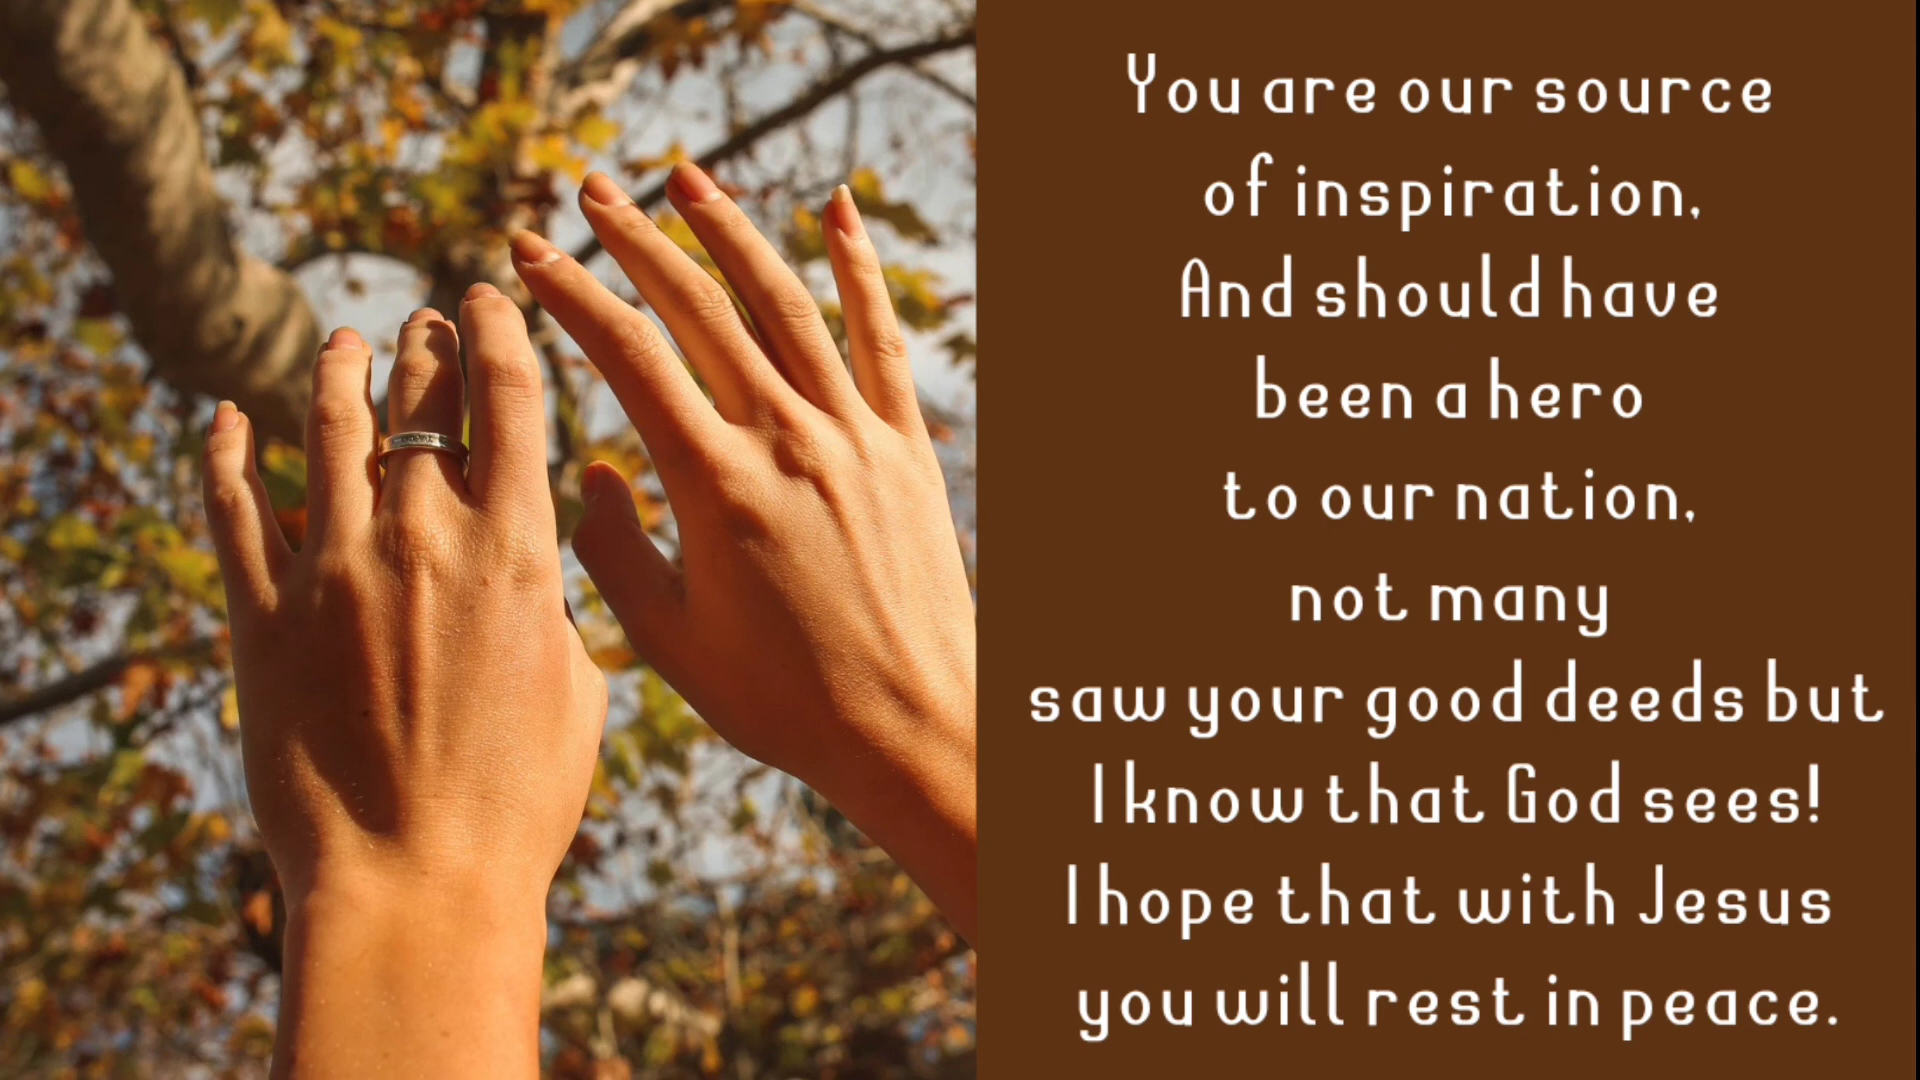 You are our source
of inspiration,
And should have
been a hero
to our nation,
not many
saw your good deeds but
I know that God sees!
I hope that with Jesus
you will rest in peace.